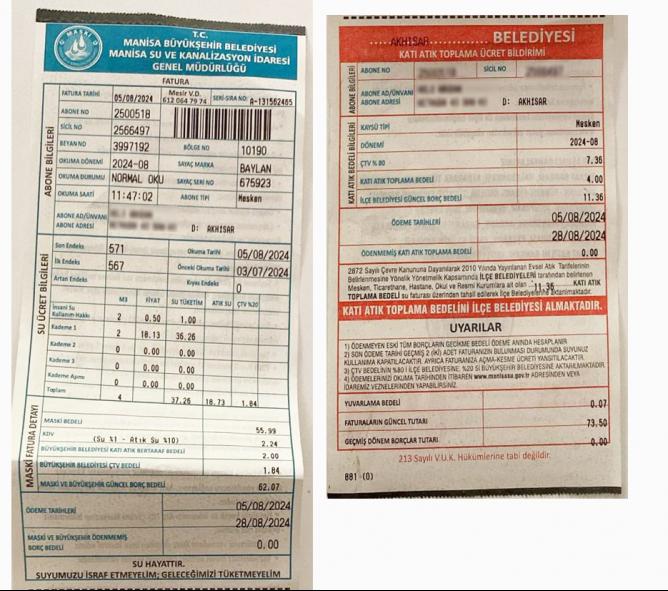 MASKİ
T.C.
MANİSA BÜYÜKŞEHİR BELEDİYESİ
MANİSA SU VE KANALİZASYON İDARESİ
GENEL MÜDÜRLÜĞÜ
FATURA
FATURA TARİHİ 05/08/2024 Mesir V.D. 612 064 79 74 SERİ-SIRA NO: A-131562465
ABONE BİLGİLERİ
ABONE NO 2500518
SİCİL NO 2566497
BEYAN NO 3997192 BÖLGE NO 10190
OKUMA DÖNEMİ 2024-08 SAYAÇ MARKA BAYLAN
OKUMA DURUMU NORMAL OKU SAYAÇ SERİ NO 675923
OKUMA SAATİ 11:47:02 ABONE TİPİ Mesken
ABONE AD/ÜNVANI
ABONE ADRESİ D: AKHİSAR
SU ÜCRET BİLGİLERİ
Son Endeks 571 Okuma Tarihi 05/08/2024
İlk Endeks 567 Önceki Okuma Tarihi 03/07/2024
Artan Endeks Kıyas Endeks 0
M3 FİYAT SU TÜKETİM ATIK SU ÇTV %20
İnsani Su Kullanım Hakkı 2 0.50 1.00
Kademe 1 2 18.13 36.26
Kademe 2 0 0.00 0.00
Kademe 3 0 0.00 0.00
Kademe Aşımı 0 0.00 0.00
Toplam 4 37.26 18.73 1.84
MASKİ FATURA DETAYI
MASKİ BEDELİ 55.99
KDV (Su %1 - Atık Su %10) 2.24
BÜYÜKŞEHİR BELEDİYESİ KATI ATIK BERTARAF BEDELİ 2.00
BÜYÜKŞEHİR BELEDİYESİ ÇTV BEDELİ 1.84
MASKİ VE BÜYÜKŞEHİR GÜNCEL BORÇ BEDELİ 62.07
ÖDEME TARİHLERİ 05/08/2024
28/08/2024
MASKİ VE BÜYÜKŞEHİR ÖDENMEMİŞ BORÇ BEDELİ 0,00
SU HAYATTIR.
SUYUMUZU İSRAF ETMEYELİM; GELECEĞİMİZİ TÜKETMEYELİM
AKHİSAR BELEDİYESİ
KATI ATIK TOPLAMA ÜCRET BİLDİRİMİ
ABONE BİLGİLERİ
ABONE NO SİCİL NO
ABONE AD/ÜNVANI
ABONE ADRESİ D: AKHİSAR
KATI ATIK BEDEL BİLGİLERİ
KAYSÜ TİPİ Mesken
DÖNEMİ 2024-08
ÇTV % 80 7.36
KATI ATIK TOPLAMA BEDELİ 4.00
İLÇE BELEDİYESİ GÜNCEL BORÇ BEDELİ 11.36
ÖDEME TARİHLERİ 05/08/2024
28/08/2024
ÖDENMEMİŞ KATI ATIK TOPLAMA BEDELİ 0.00
2872 Sayılı Çevre Kanununa Dayalarak 2010 Yılında Yayınlanan Evsel Atık Tarifelerinin
Belirlenmesine Yönelik Yönetmelik Kapsamında İLÇE BELEDİYELERİ tarafından belirlenen
Mesken, Ticarethane, Hastane, Okul ve Resmi Kurumlara ait olan 11.36 KATI ATIK
TOPLAMA BEDELİ su faturası üzerinden tahsil edilerek İlçe Belediyelerine aktarılmaktadır.
KATI ATIK TOPLAMA BEDELİNİ İLÇE BELEDİYESİ ALMAKTADIR.
UYARILAR
1) ÖDENMEYEN ESKİ TÜM BORÇLARIN GECİKME BEDELİ ÖDEME ANINDA HESAPLANIR
2) SON ÖDEME TARİHİ GEÇMİŞ 2 (İKİ) ADET FATURANIZIN BULUNMASI DURUMUNDA SUYUNUZ
KULLANIMA KAPATILACAKTIR, AYRICA FATURANIZA AÇMA-KESME ÜCRETİ YANSITILACAKTIR.
3) ÇTV BEDELİNİN %80 İ İLÇE BELEDİYESİNE, %20 Sİ BÜYÜKŞEHİR BELEDİYESİNE AKTARILMAKTADIR.
4) ÖDEMELERİNİZİ OKUMA TARİHİNDEN İTİBAREN www.manisasu.gov.tr ADRESİNDEN VEYA
İDAREMİZ VEZNELERİNDEN YAPABİLİRSİNİZ.
YUVARLAMA BEDELİ 0.07
FATURALARIN GÜNCEL TUTARI 73.50
GEÇMİŞ DÖNEM BORÇLAR TUTARI 0.00
213 Sayılı V.U.K. Hükümlerine tabi değildir.
881 (0)